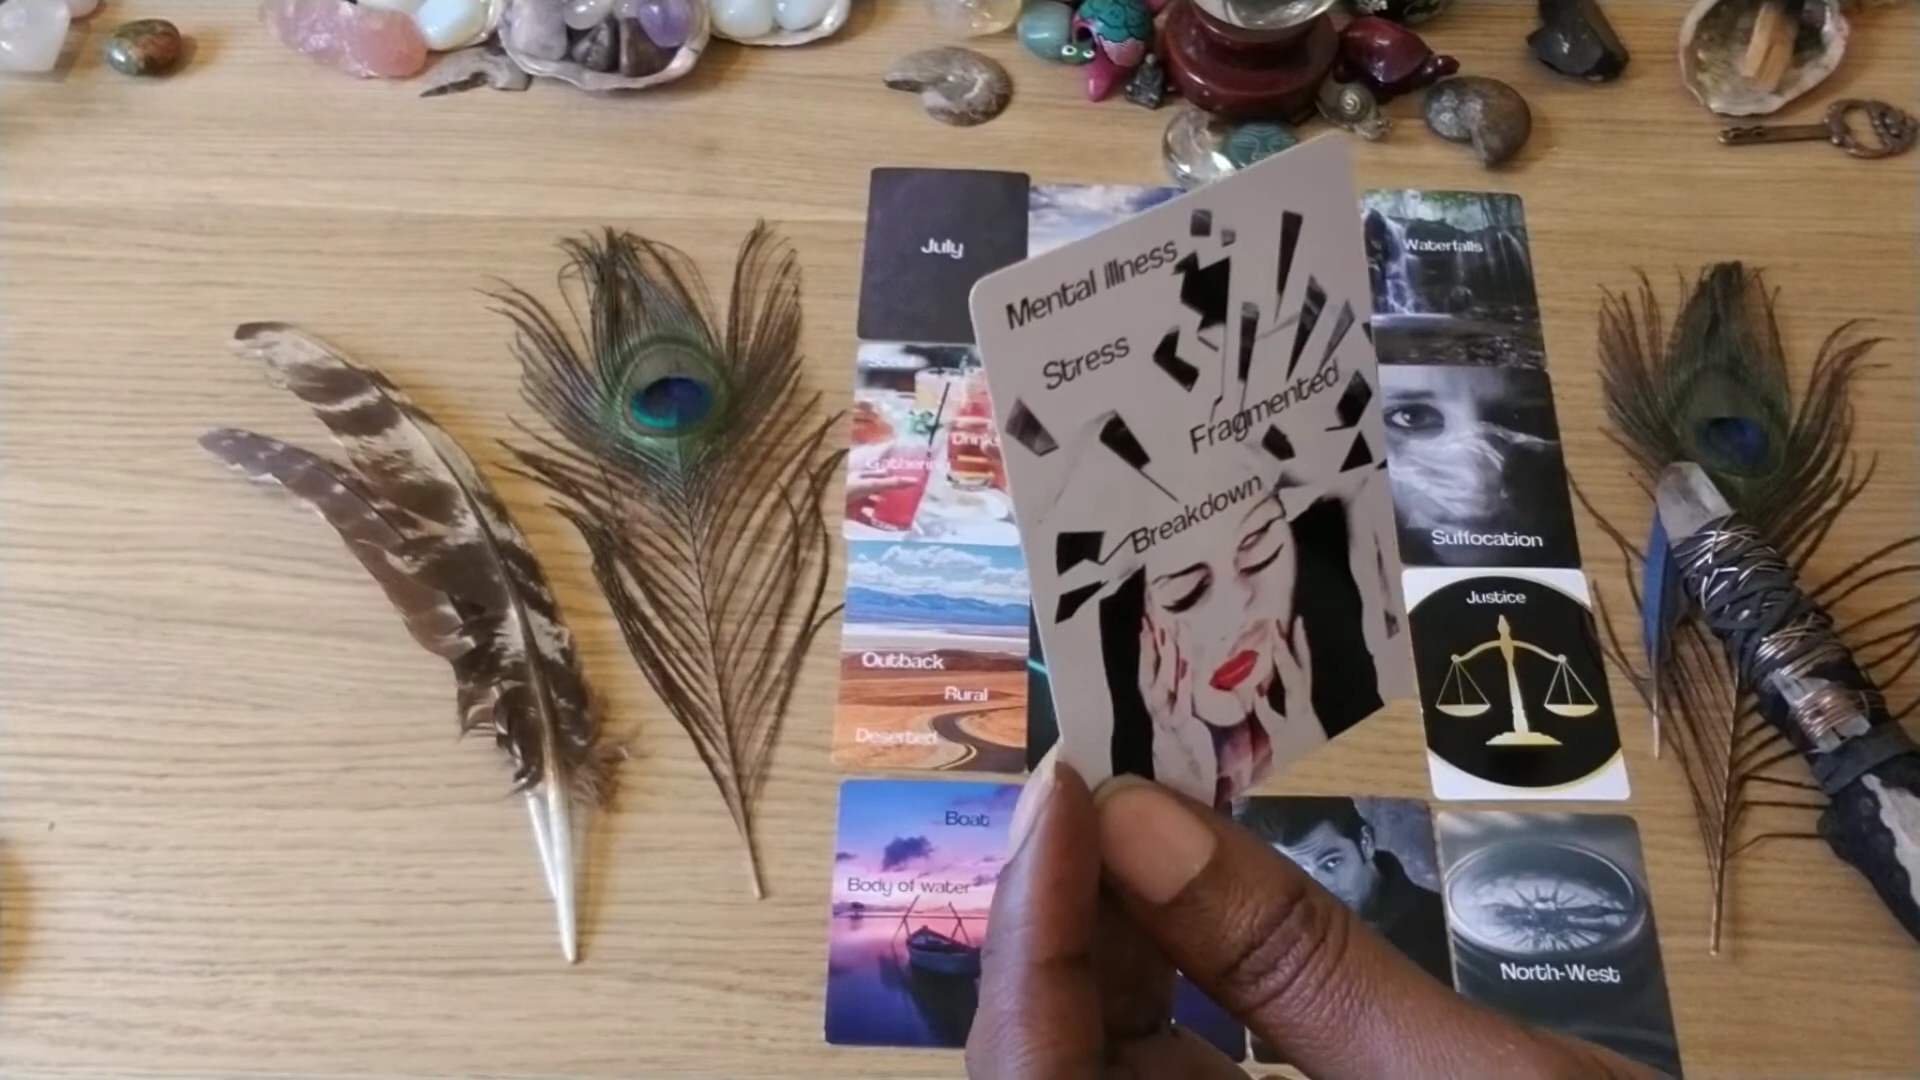 July
Waterfalls
Mental illness
Stress
Fragmented
Breakdown
Drinks
Gathering
Suffocation
Justice
Outback
Rural
Deserted
Boat
Body of water
North-West